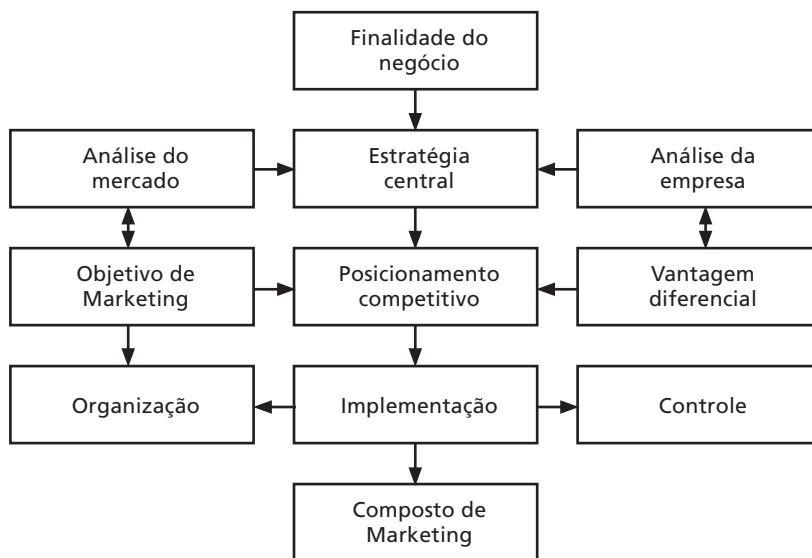 Finalidade do
negócio
Análise do
mercado
Estratégia
central
Análise da
empresa
Objetivo de
Marketing
Posicionamento
competitivo
Vantagem
diferencial
Organização
Implementação
Controle
Composto de
Marketing